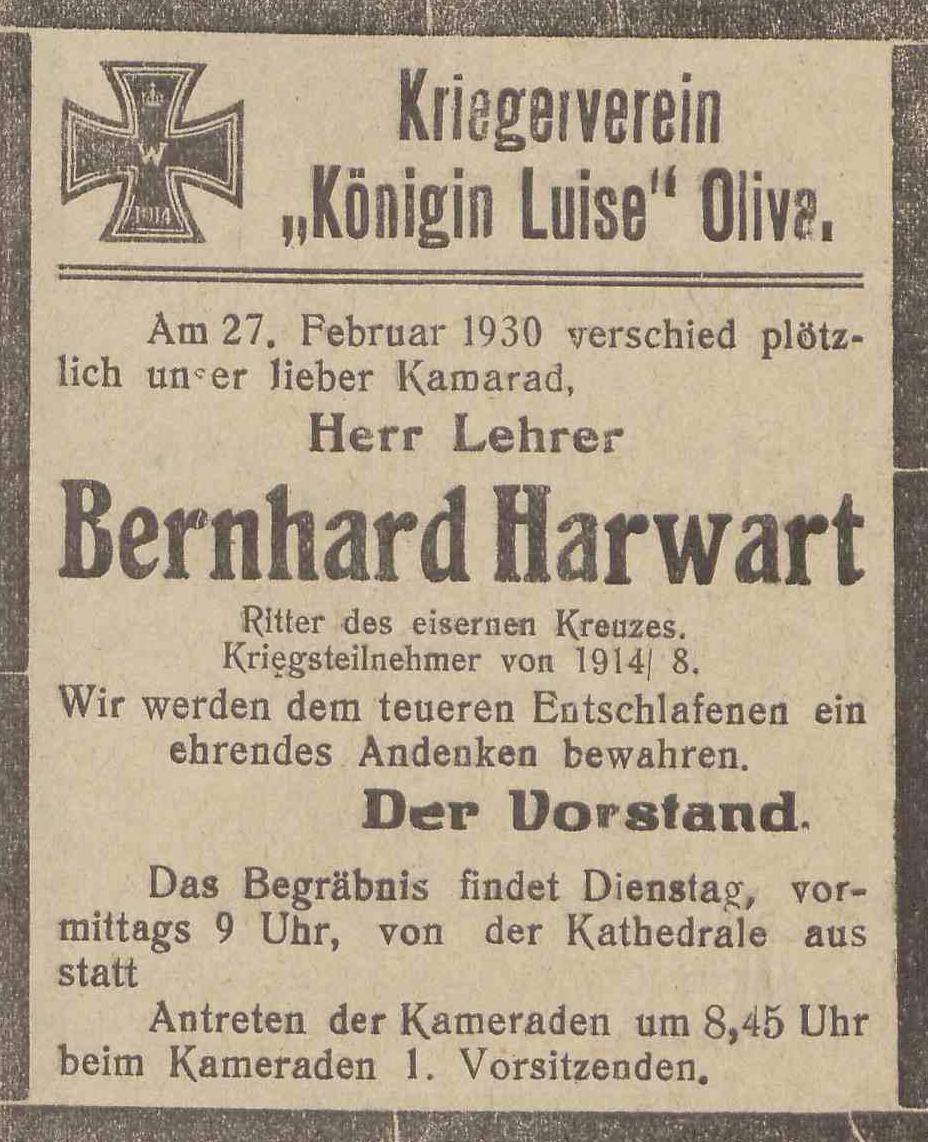 W
1914
Kriegerverein
„Königin Luise" Oliva.
Am 27. Februar 1930 verschied plötz-
lich unser lieber Kamarad,
Herr Lehrer
Bernhard Harwart
Ritter des eisernen Kreuzes.
Kriegsteilnehmer von 1914/ 8.
Wir werden dem teueren Entschlafenen ein
ehrendes Andenken bewahren.
Der Vorstand.
Das Begräbnis findet Dienstag, vor-
mittags 9 Uhr, von der Kathedrale aus
statt
Antreten der Kameraden um 8,45 Uhr
beim Kameraden 1. Vorsitzenden.